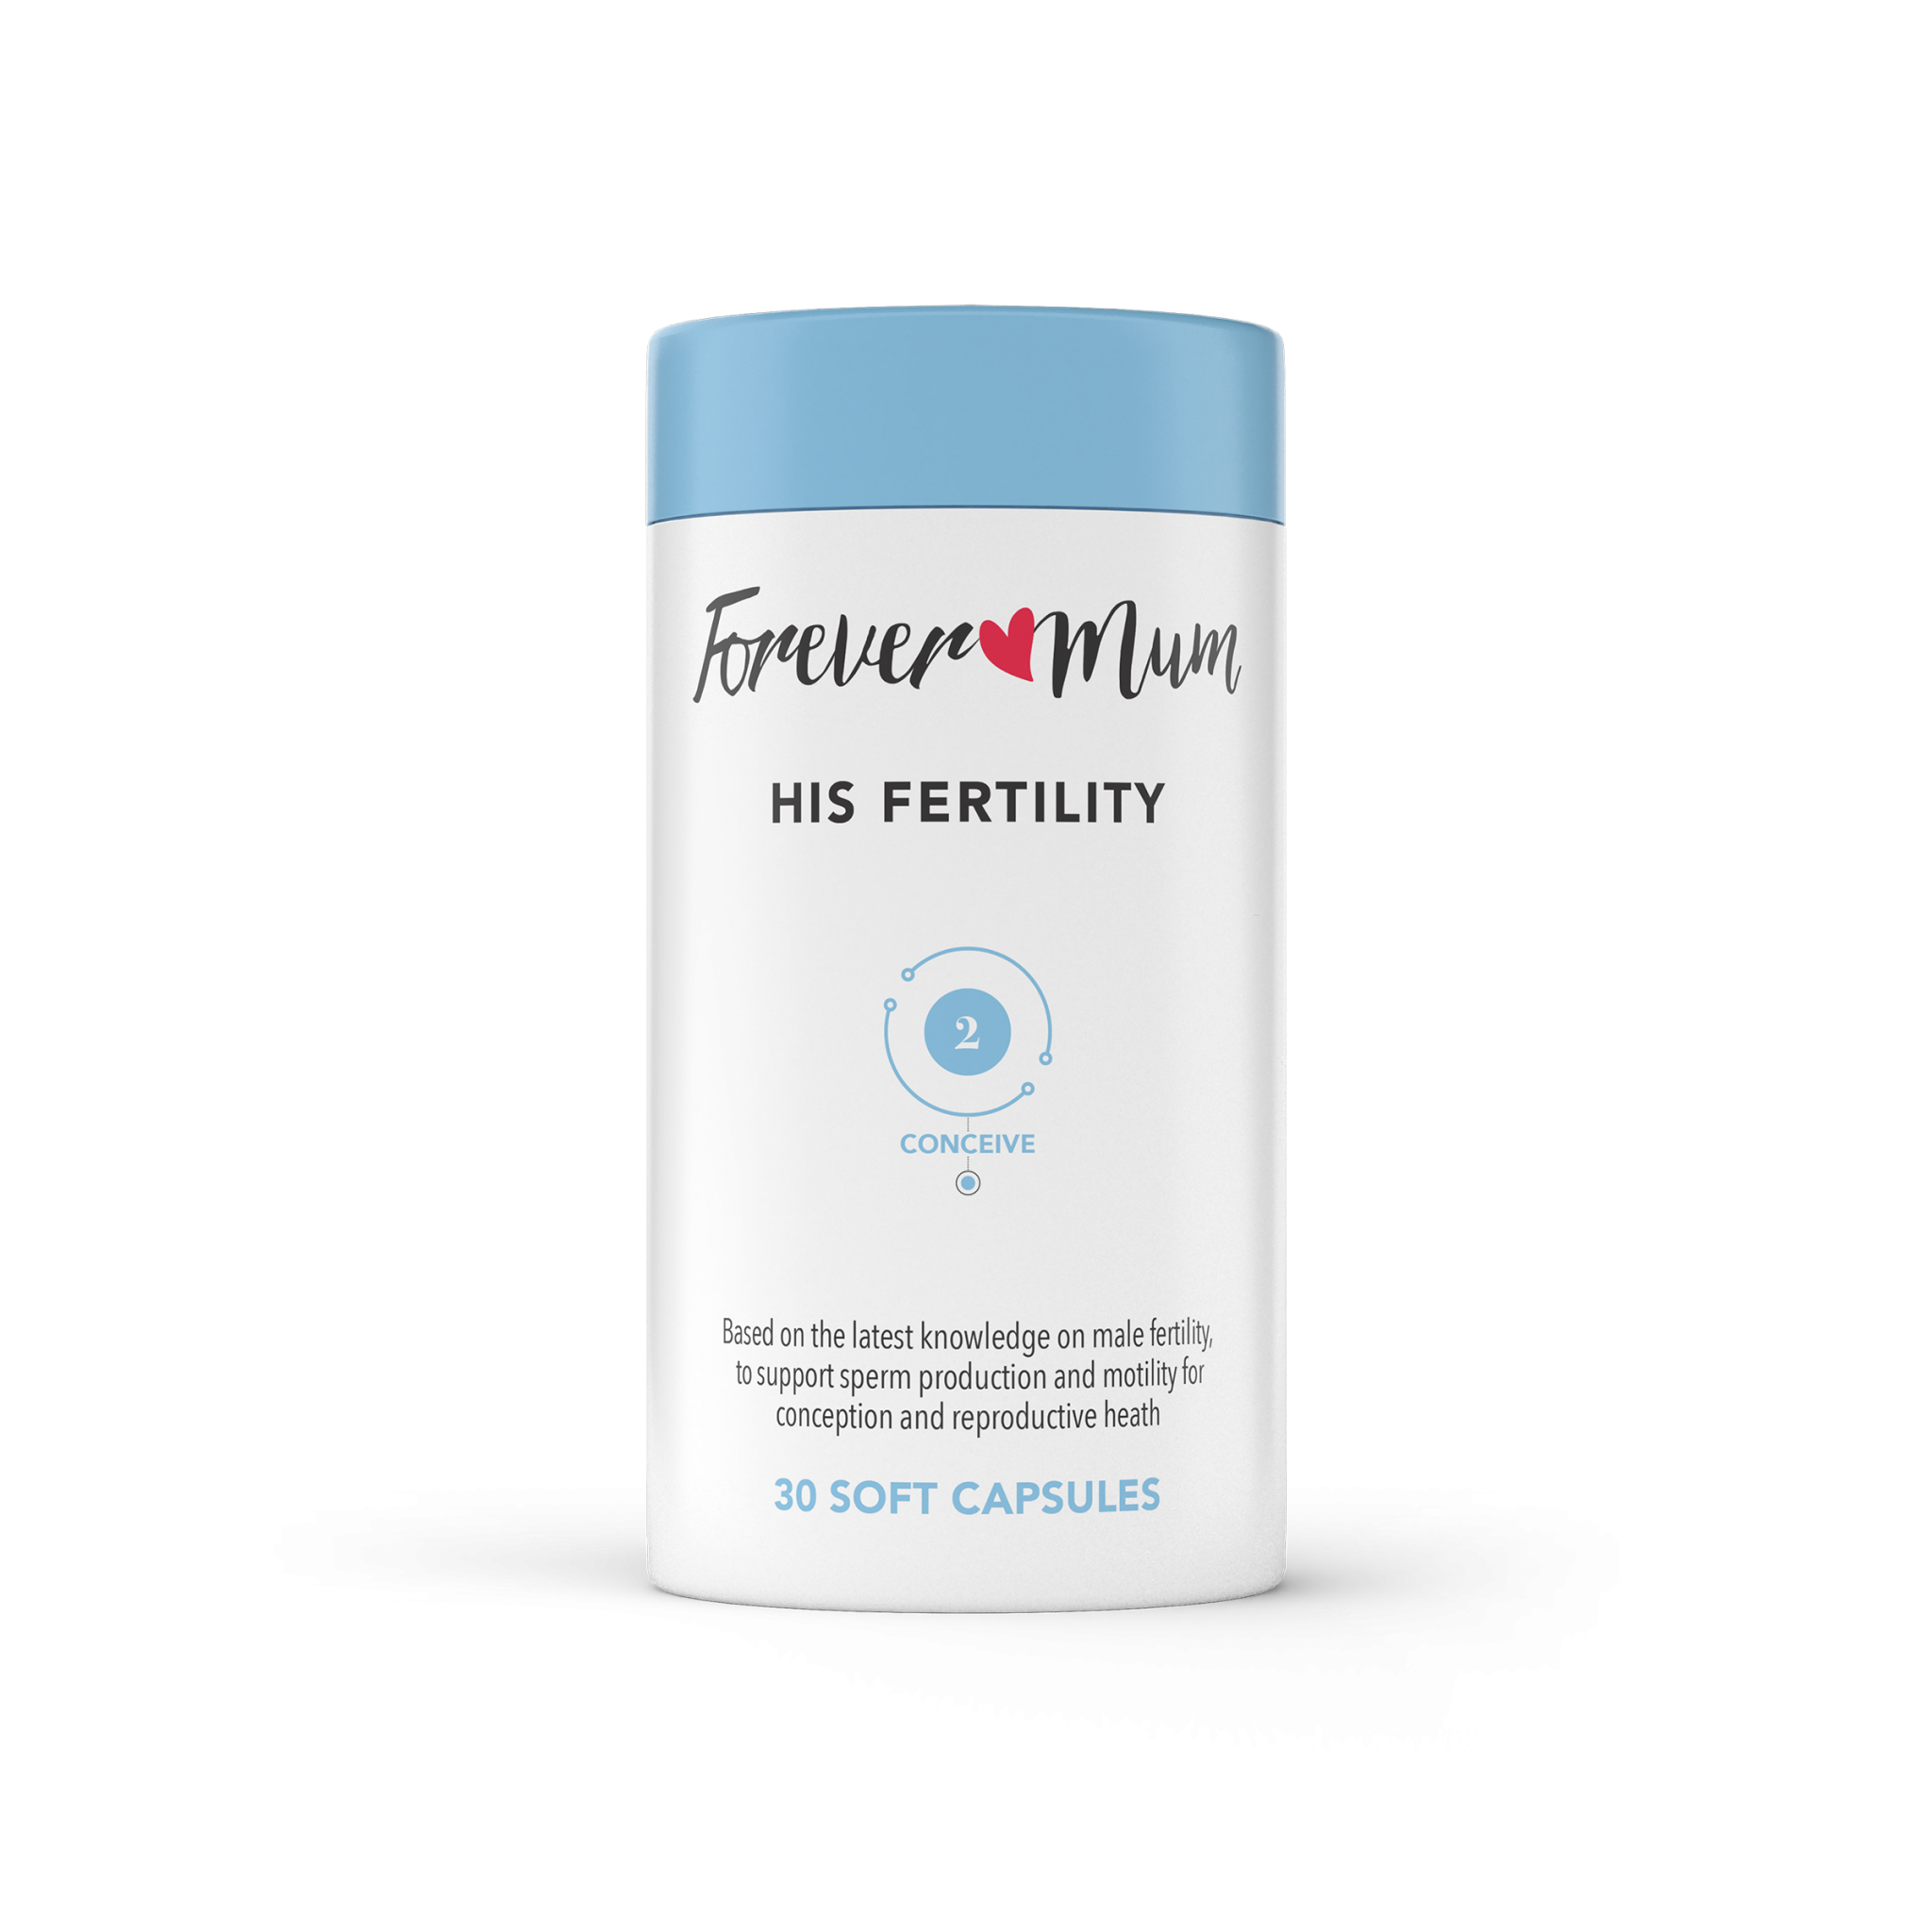 Forever Mum
HIS FERTILITY
2
CONCEIVE
Based on the latest knowledge on male fertility,
to support sperm production and motility for
conception and reproductive heath
30 SOFT CAPSULES